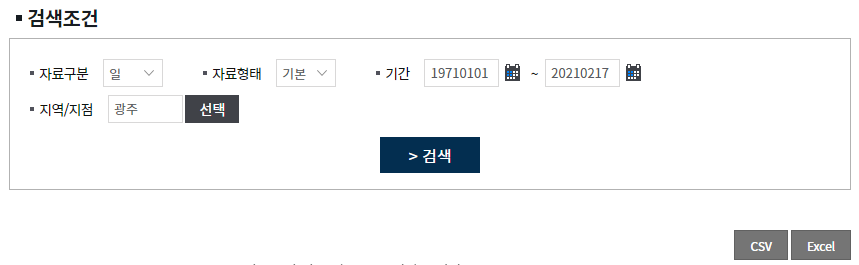 검색조건
자료구분 일 자료형태 기본 기간 19710101 ~ 20210217
지역/지점 광주 선택
> 검색
CSV Excel